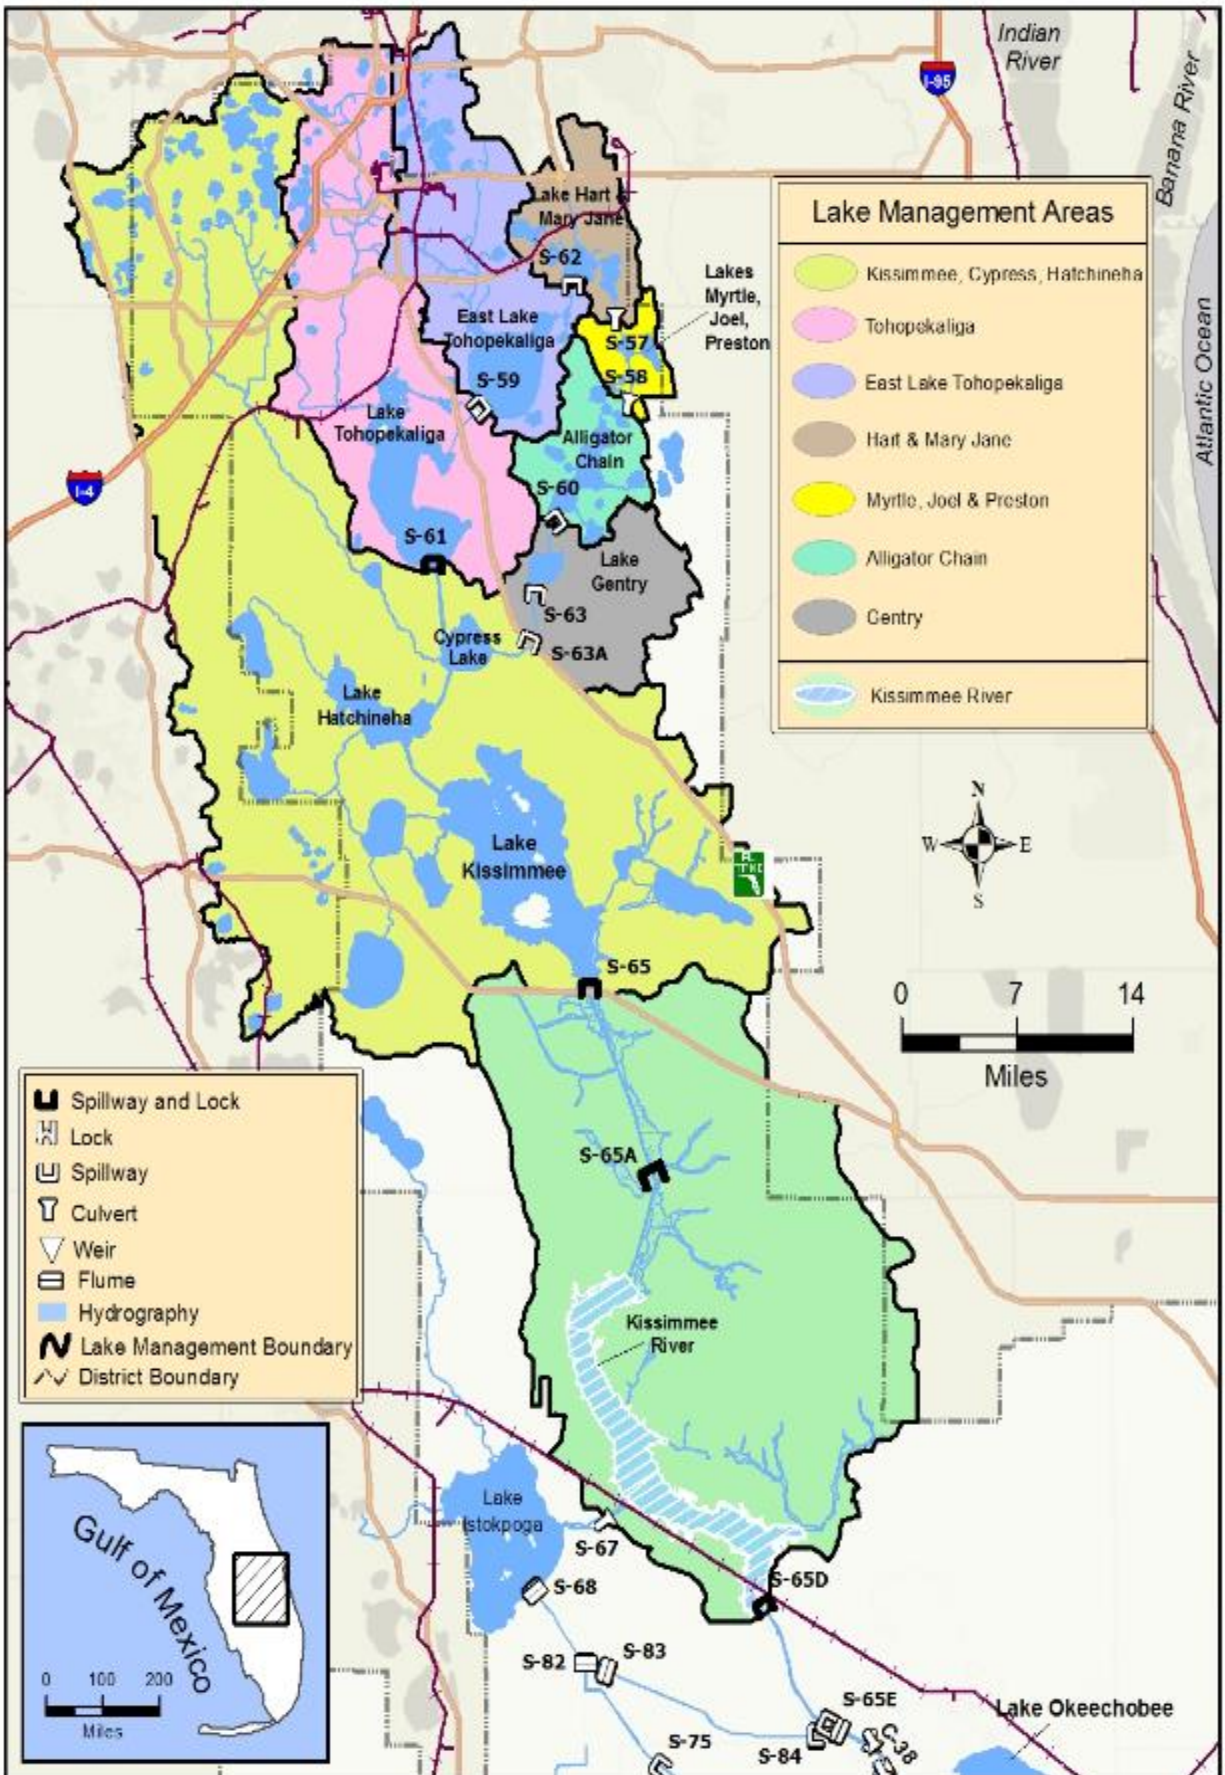 Indian
River
I-95
Banana River
Atlantic Ocean
Lake Management Areas
Kissimmee, Cypress, Hatchineha
Tohopekaliga
East Lake Tohopekaliga
Hart & Mary Jane
Myrtle, Joel & Preston
Alligator Chain
Gentry
Kissimmee River
Lake Hart &
Mary Jane
S-62
Lakes
Myrtle,
Joel,
Preston
East Lake
Tohopekaliga
S-57
S-58
S-59
Lake
Tohopekaliga
Alligator
Chain
I-4
S-60
S-61
Lake
Gentry
S-63
Cypress
Lake
S-63A
Lake
Hatchineha
Lake
Kissimmee
N
W
E
S
S-65
0 7 14
Miles
Spillway and Lock
Lock
Spillway
Culvert
Weir
Flume
Hydrography
Lake Management Boundary
District Boundary
S-65A
Kissimmee
River
Lake
Istokpoga
S-67
S-65D
S-68
S-82
S-83
S-65E
S-84
C-38
S-75
Lake Okeechobee
Gulf of Mexico
0 100 200
Miles